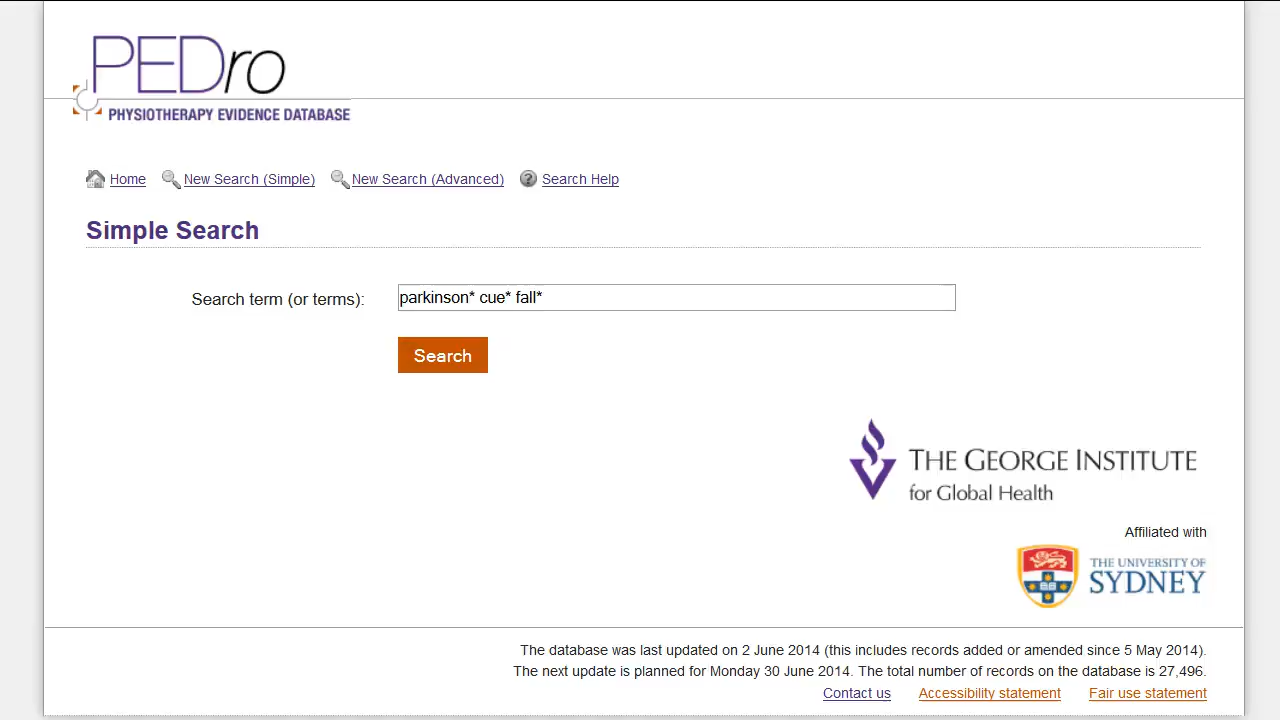 PEDro
PHYSIOTHERAPY EVIDENCE DATABASE
Home New Search (Simple) New Search (Advanced) ? Search Help
Simple Search
Search term (or terms): parkinson* cue* fall*
Search
THE GEORGE INSTITUTE
for Global Health
Affiliated with
THE UNIVERSITY OF
SYDNEY
The database was last updated on 2 June 2014 (this includes records added or amended since 5 May 2014).
The next update is planned for Monday 30 June 2014. The total number of records on the database is 27,496.
Contact us Accessibility statement Fair use statement